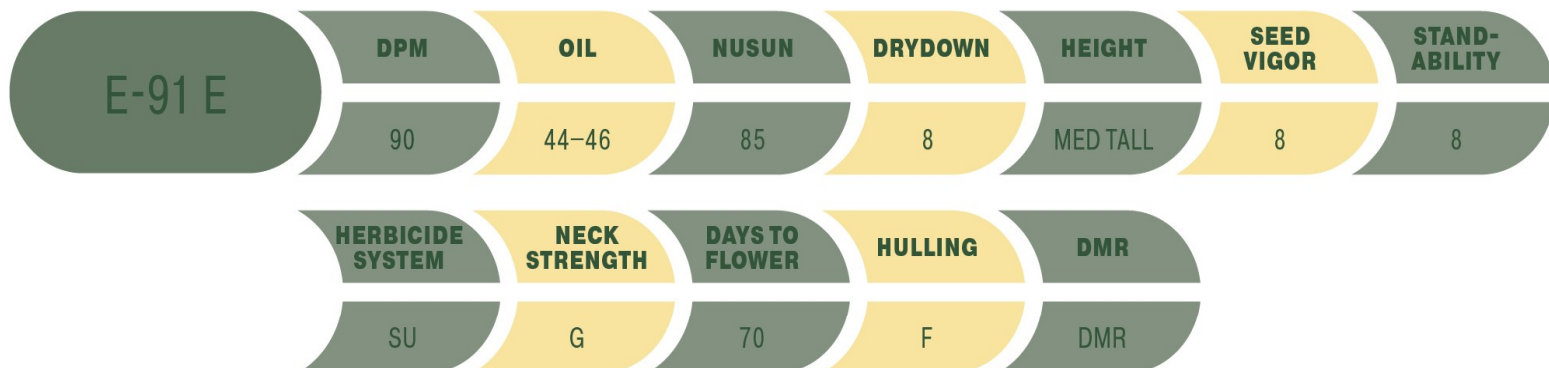 E-91 E
DPM OIL NUSUN DRYDOWN HEIGHT SEED VIGOR STAND-ABILITY
90 44–46 85 8 MED TALL 8 8
HERBICIDE SYSTEM NECK STRENGTH DAYS TO FLOWER HULLING DMR
SU G 70 F DMR